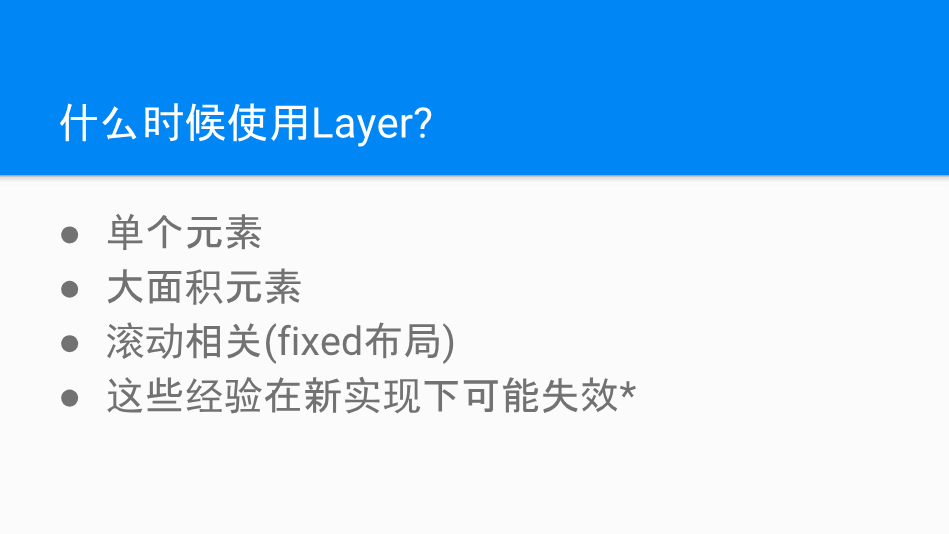 什么时候使用Layer?
● 单个元素
● 大面积元素
● 滚动相关(fixed布局)
● 这些经验在新实现下可能失效*